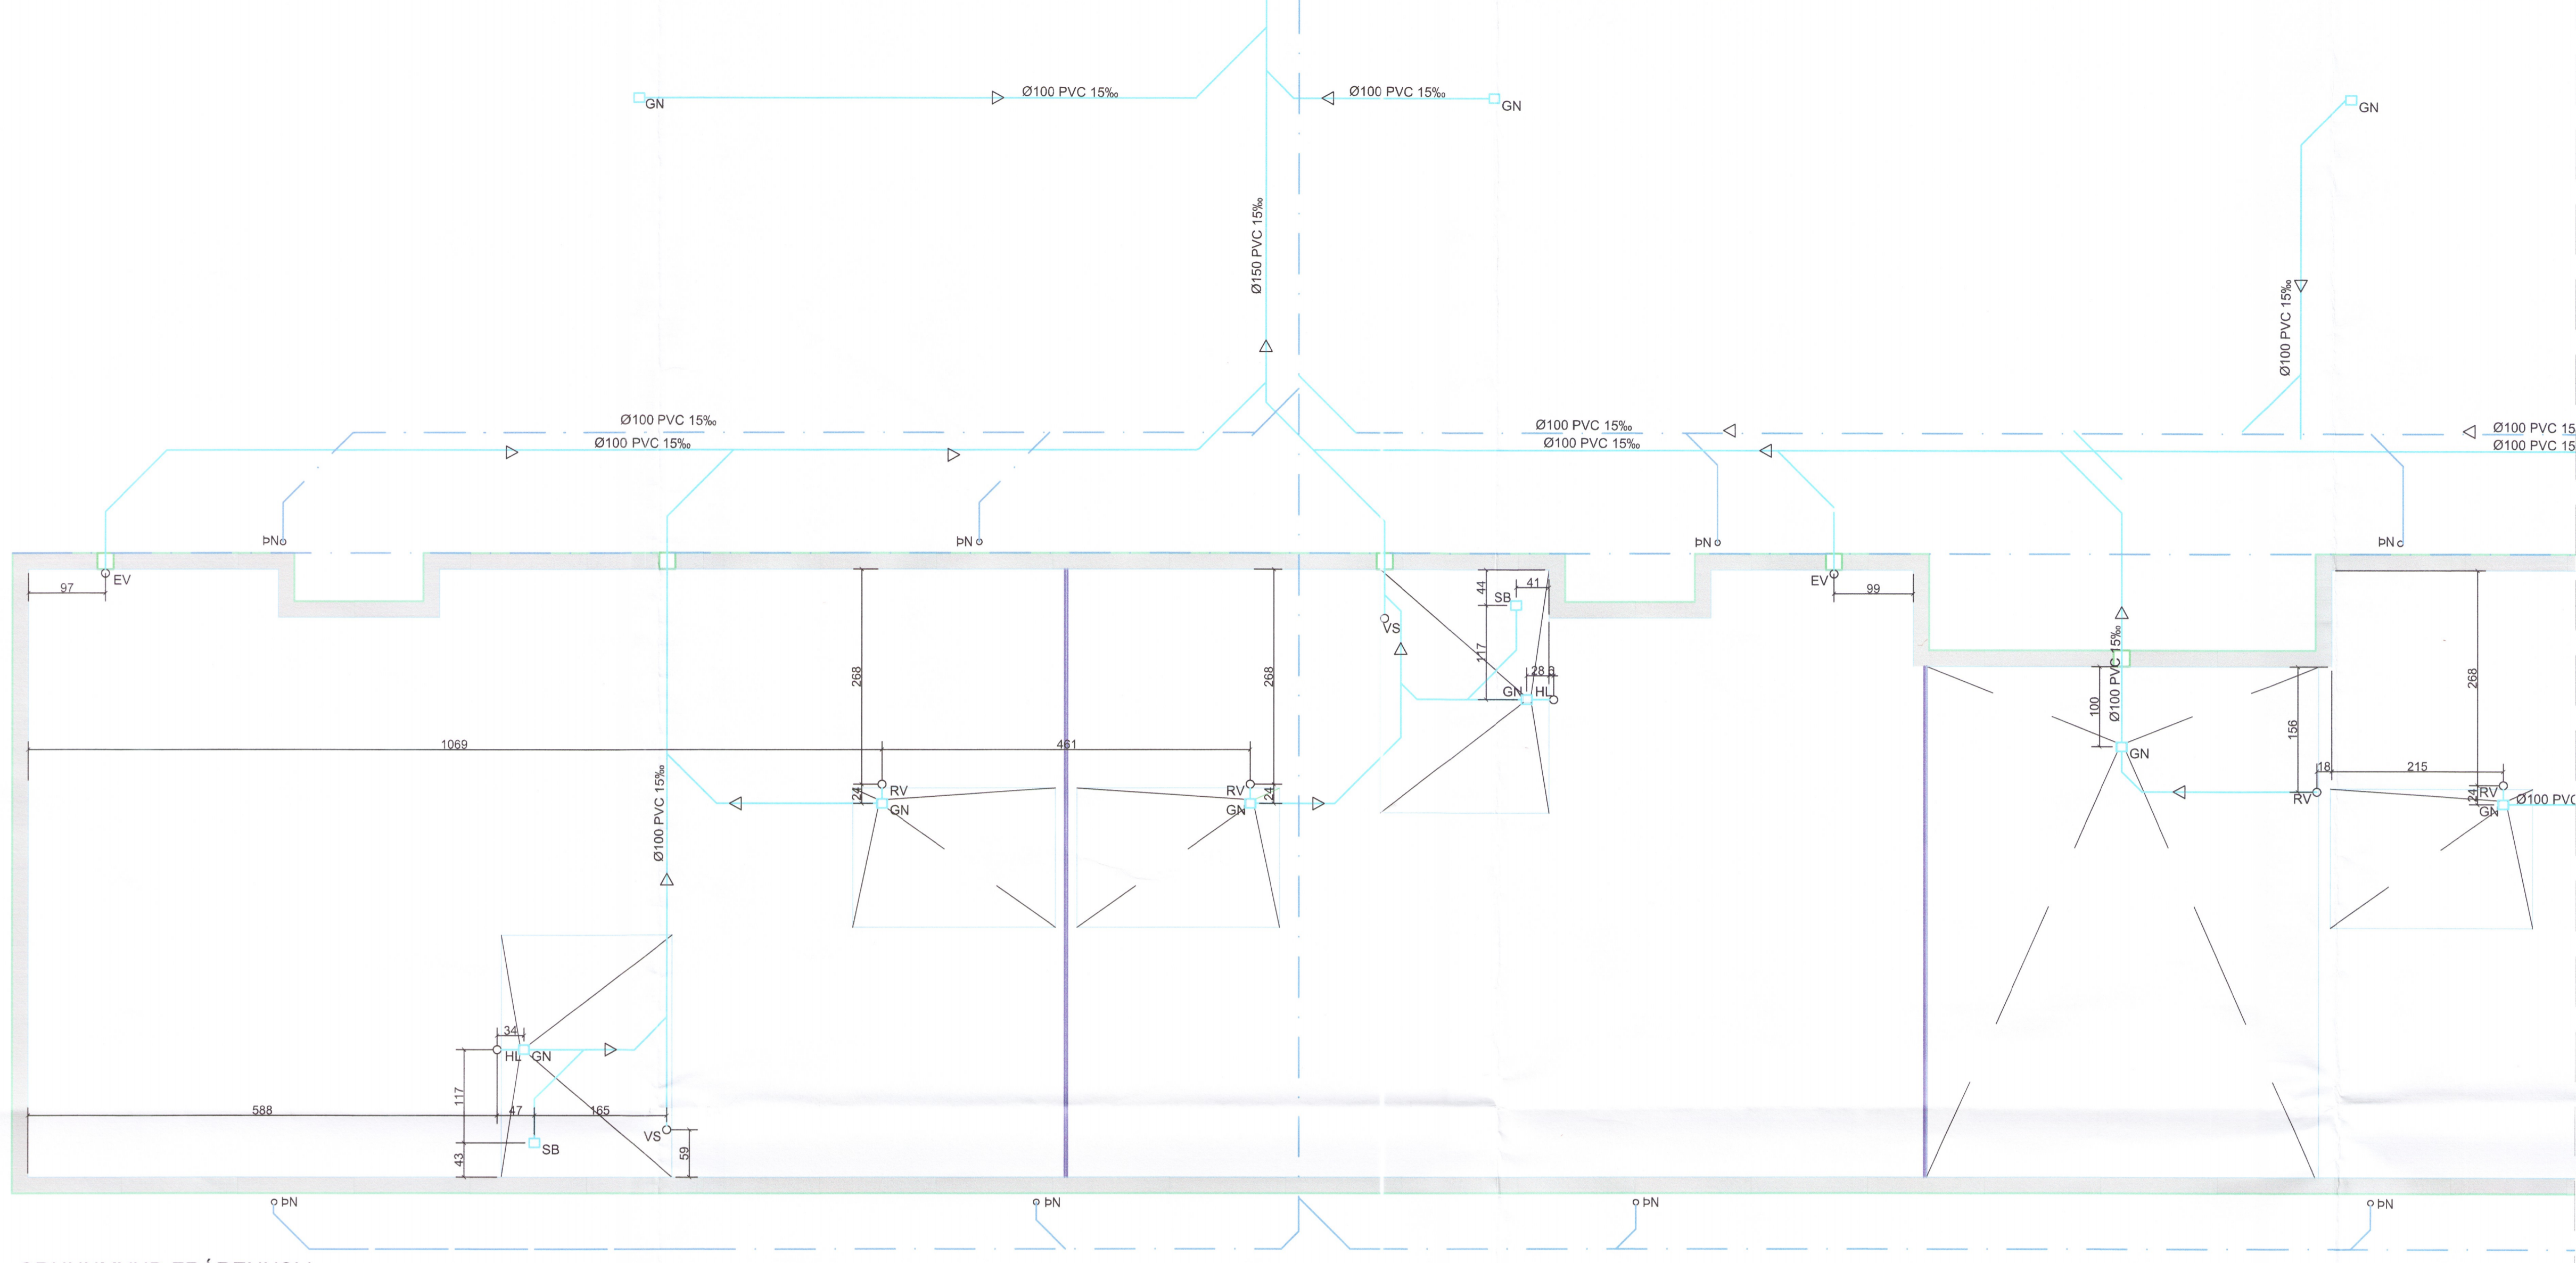 GN
Ø100 PVC 15‰
Ø100 PVC 15‰
GN
GN
Ø150 PVC 15‰
Ø100 PVC 15‰
Ø100 PVC 15‰
Ø100 PVC 15‰
Ø100 PVC 15‰
Ø100 PVC 15‰
Ø100 PVC 15
Ø100 PVC 15
ÞN
ÞN
ÞN
ÞN
EV
97
268
268
VS
44
41
SB
117
28
GN
HL
EV
99
Ø100 PVC 15‰
100
GN
156
268
18
215
RV
RV
24
GN
Ø100 PVC
1069
461
RV
24
GN
RV
24
GN
Ø100 PVC 15‰
34
HL
GN
117
588
47
165
VS
SB
43
59
ÞN
ÞN
ÞN
ÞN